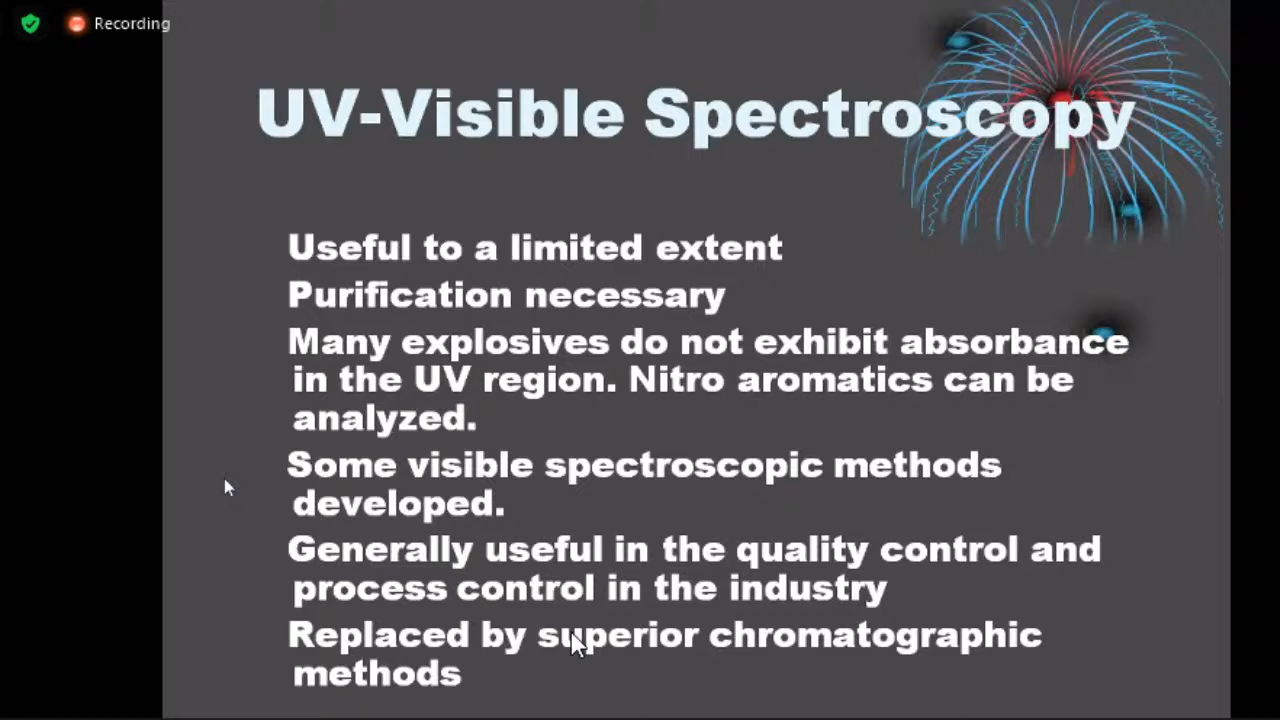 Recording
UV-Visible Spectroscopy
Useful to a limited extent
Purification necessary
Many explosives do not exhibit absorbance
in the UV region. Nitro aromatics can be
analyzed.
Some visible spectroscopic methods
developed.
Generally useful in the quality control and
process control in the industry
Replaced by superior chromatographic
methods